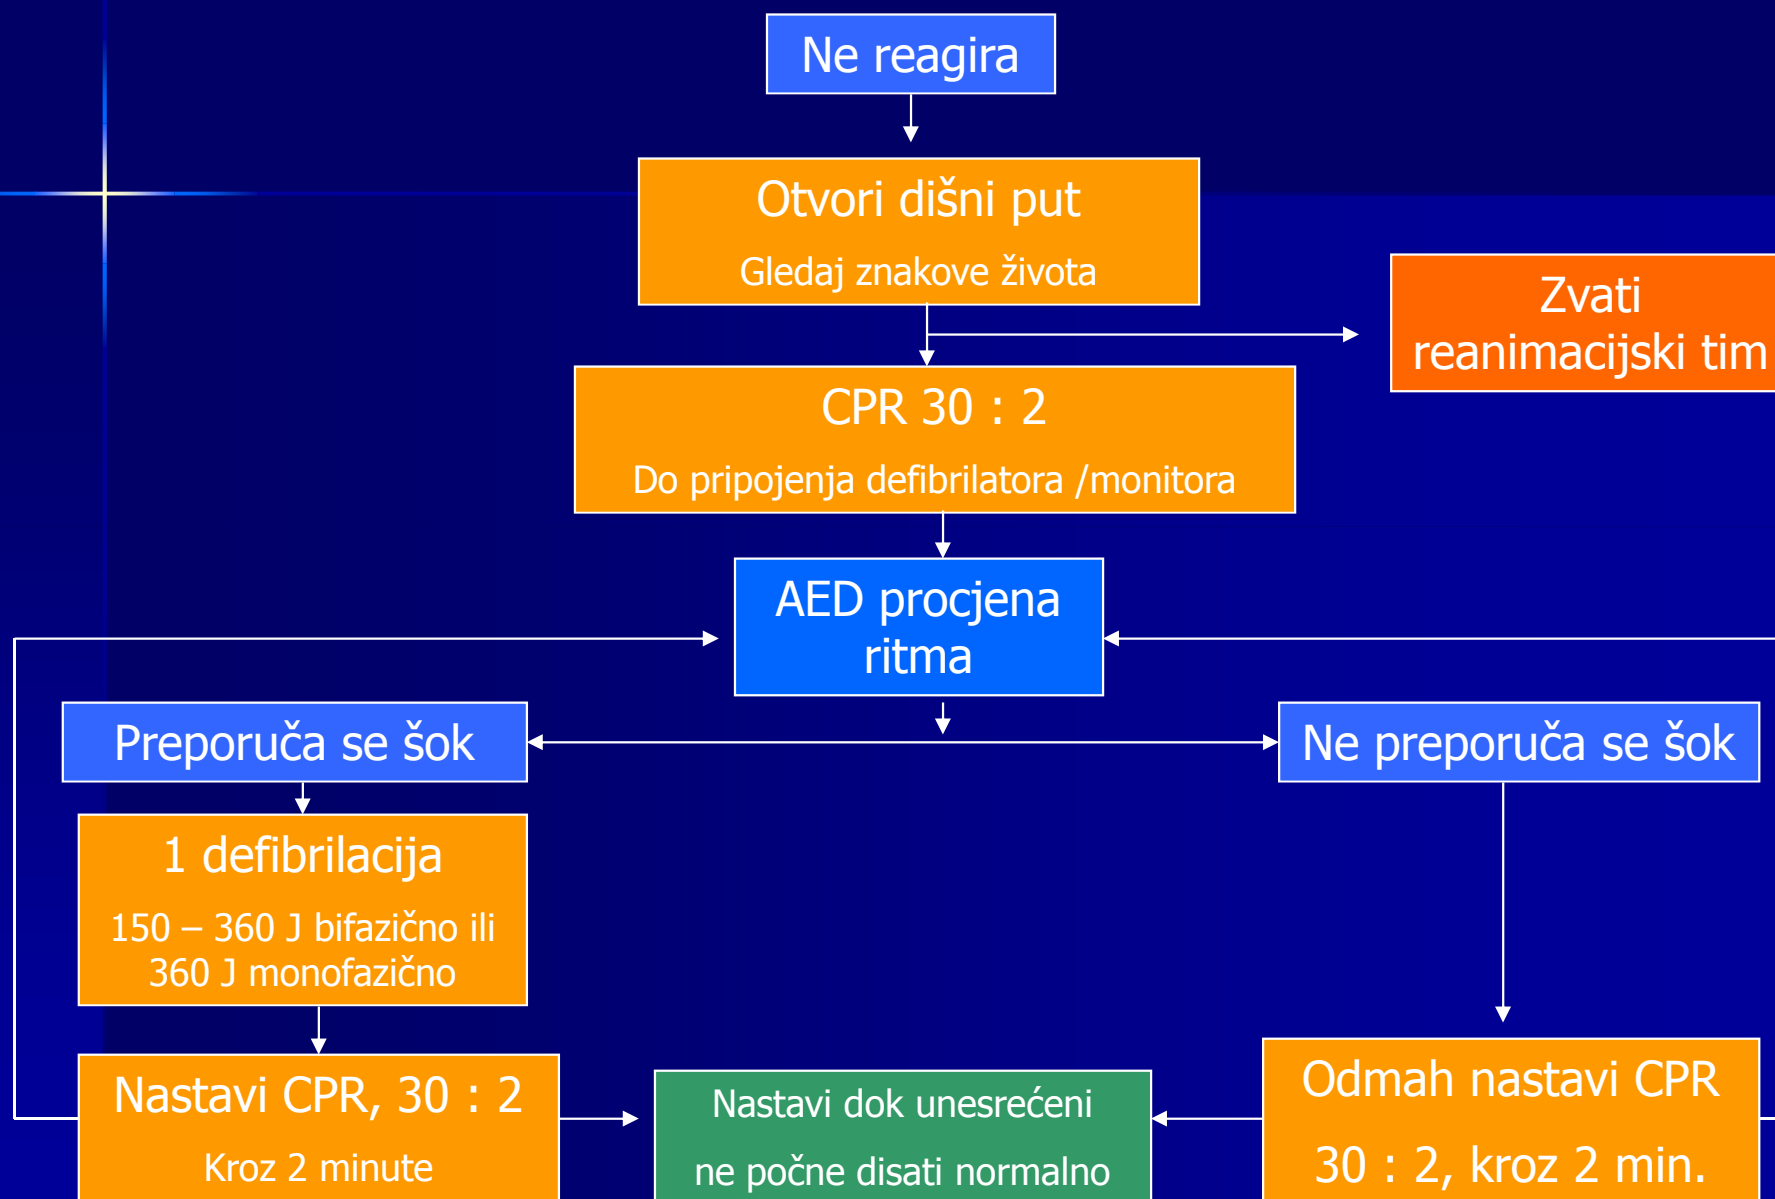 Ne reagira
Otvori dišni put
Gledaj znakove života
Zvati
reanimacijski tim
CPR 30 : 2
Do pripojenja defibrilatora /monitora
AED procjena
ritma
Preporuča se šok
Ne preporuča se šok
1 defibrilacija
150 – 360 J bifazično ili
360 J monofazično
Nastavi CPR, 30 : 2
Kroz 2 minute
Nastavi dok unesrećeni
ne počne disati normalno
Odmah nastavi CPR
30 : 2, kroz 2 min.